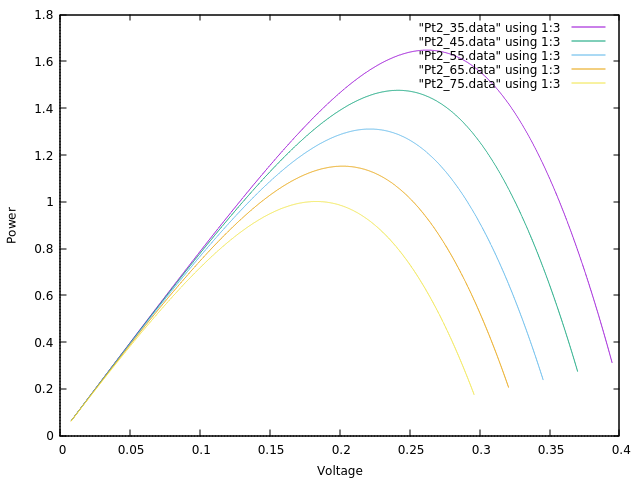 1.8
1.6
1.4
1.2
1
0.8
0.6
0.4
0.2
0
0 0.05 0.1 0.15 0.2 0.25 0.3 0.35 0.4
Power
Voltage
"Pt2_35.data" using 1:3
"Pt2_45.data" using 1:3
"Pt2_55.data" using 1:3
"Pt2_65.data" using 1:3
"Pt2_75.data" using 1:3